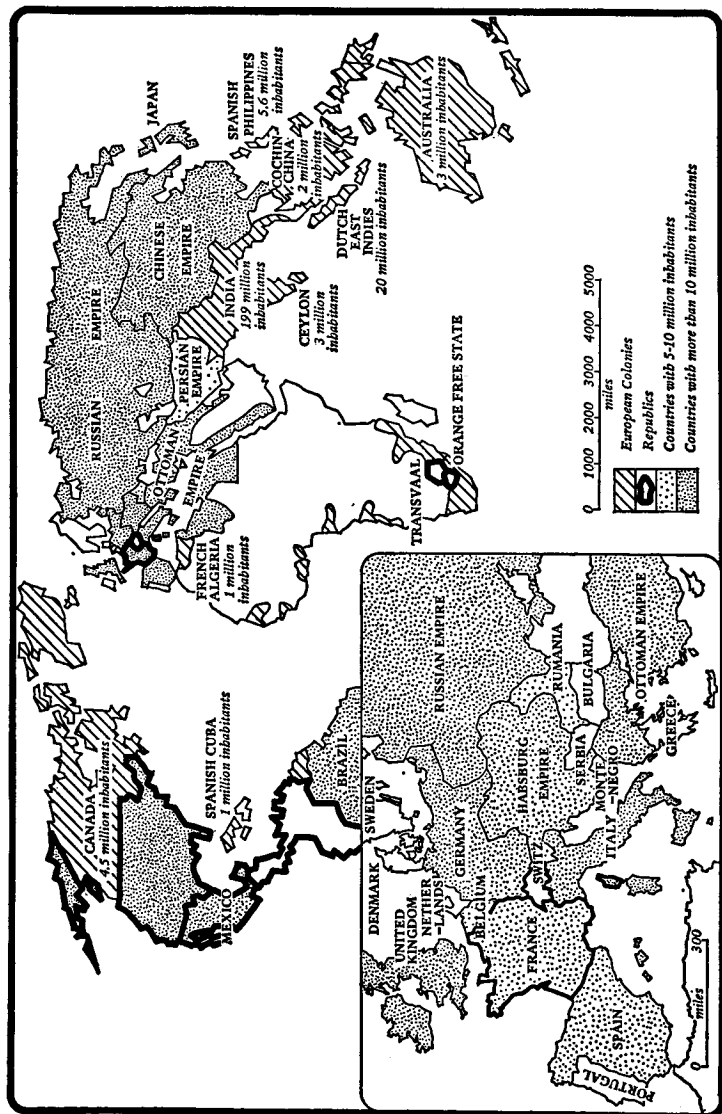 CANADA
4.5 million inhabitants
SPANISH CUBA
1 million inhabitants
MEXICO
BRAZIL
RUSSIAN
EMPIRE
CHINESE
EMPIRE
JAPAN
SPANISH
PHILIPPINES
5.6 million
inhabitants
OTTOMAN
EMPIRE
PERSIAN EMPIRE
FRENCH
ALGERIA
1 million
inhabitants
INDIA
199 million
inhabitants
CEYLON
3 million
inhabitants
COCHIN
CHINA
2 million
inhabitants
DUTCH
EAST
INDIES
20 million inhabitants
AUSTRALIA
3 million inhabitants
TRANSVAAL
ORANGE FREE STATE
0 1000 2000 3000 4000 5000
miles
European Colonies
Republics
Countries with 5-10 million inhabitants
Countries with more than 10 million inhabitants
DENMARK
SWEDEN
UNITED
KINGDOM
NETHER
-LANDS
BELGIUM
GERMANY
RUSSIAN EMPIRE
HABSBURG
EMPIRE
FRANCE
SWITZ
RUMANIA
SERBIA
BULGARIA
MONTE
-NEGRO
ITALY
OTTOMAN EMPIRE
GREECE
SPAIN
PORTUGAL
0 miles 300